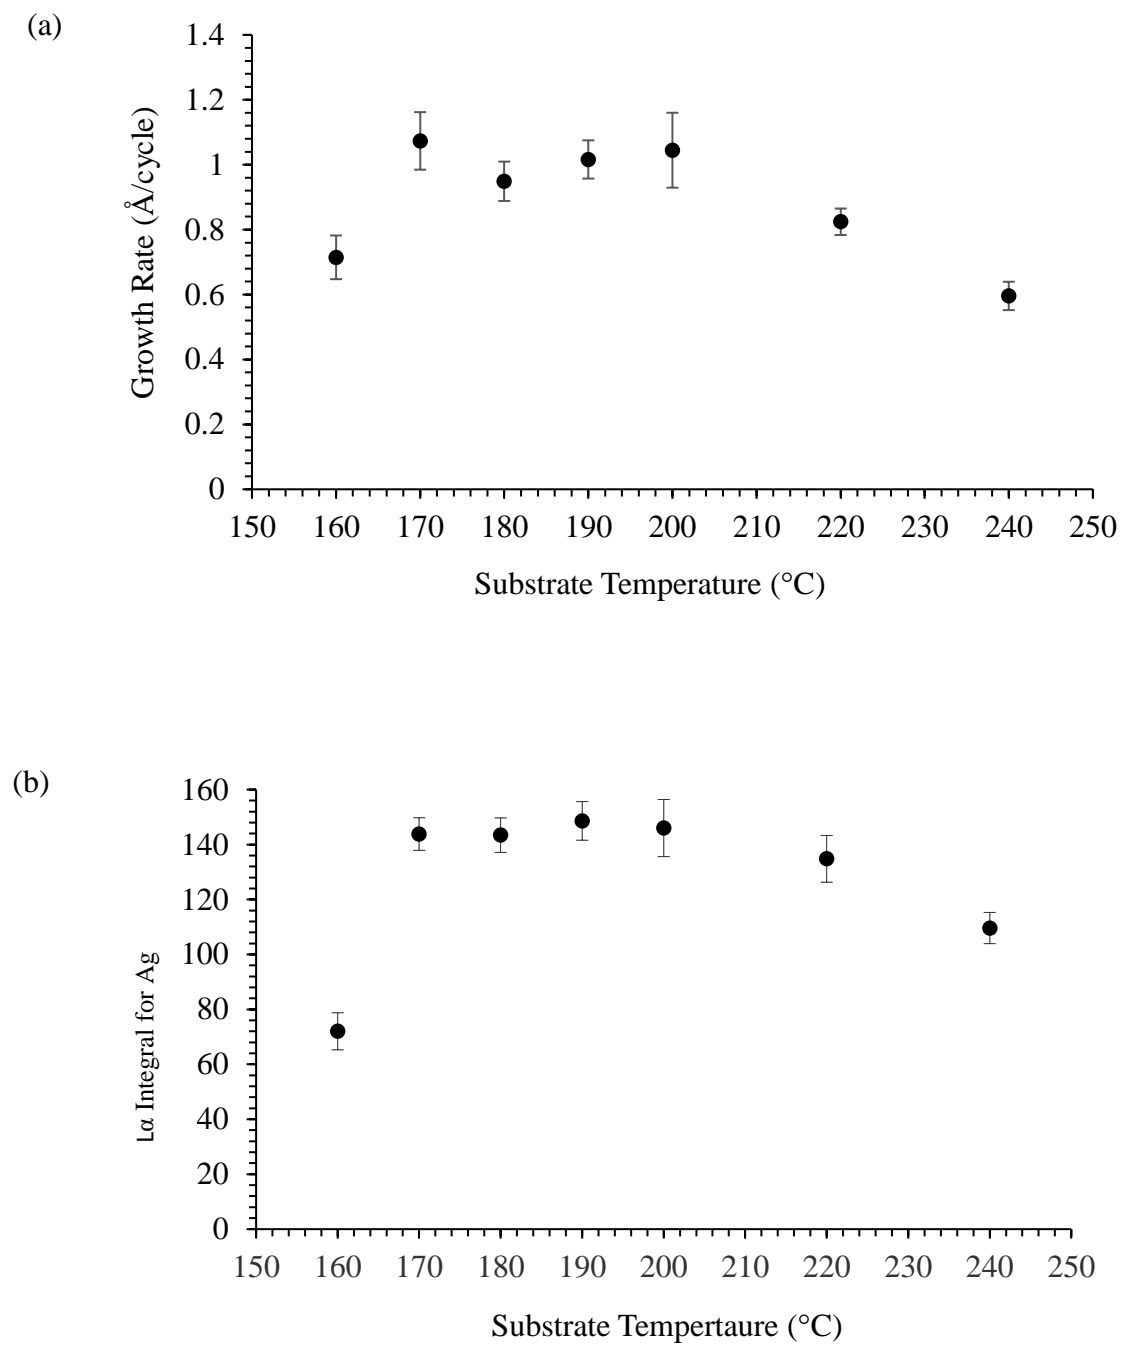 (a)
1.4
1.2
1
0.8
0.6
0.4
0.2
0
Growth Rate (Å/cycle)
150 160 170 180 190 200 210 220 230 240 250
Substrate Temperature (°C)
(b)
160
140
120
100
80
60
40
20
0
Lα Integral for Ag
150 160 170 180 190 200 210 220 230 240 250
Substrate Tempertaure (°C)